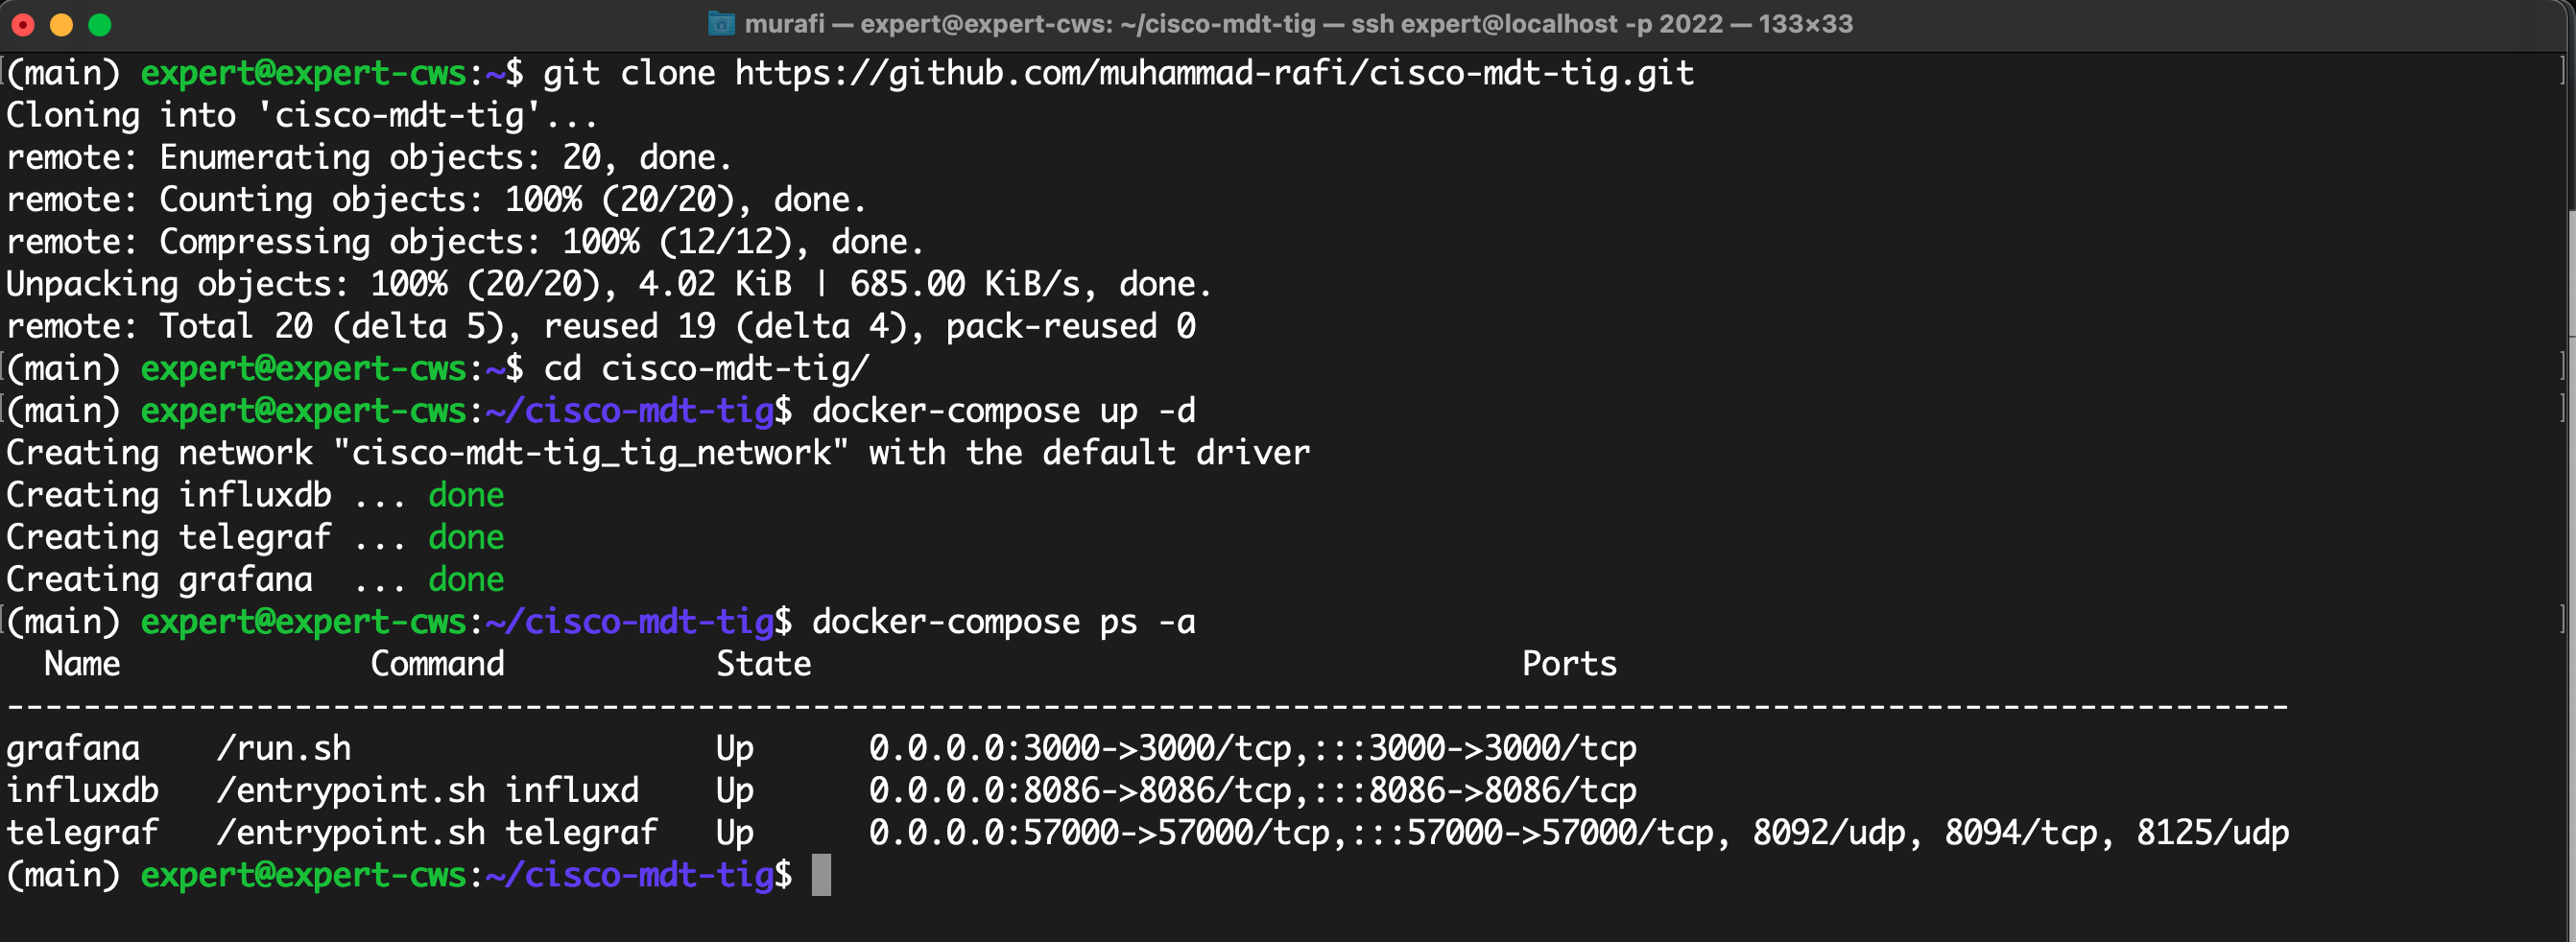 murafi — expert@expert-cws: ~/cisco-mdt-tig — ssh expert@localhost -p 2022 — 133×33
(main) expert@expert-cws:~$ git clone https://github.com/muhammad-rafi/cisco-mdt-tig.git
Cloning into 'cisco-mdt-tig'...
remote: Enumerating objects: 20, done.
remote: Counting objects: 100% (20/20), done.
remote: Compressing objects: 100% (12/12), done.
Unpacking objects: 100% (20/20), 4.02 KiB | 685.00 KiB/s, done.
remote: Total 20 (delta 5), reused 19 (delta 4), pack-reused 0
(main) expert@expert-cws:~$ cd cisco-mdt-tig/
(main) expert@expert-cws:~/cisco-mdt-tig$ docker-compose up -d
Creating network "cisco-mdt-tig_tig_network" with the default driver
Creating influxdb ... done
Creating telegraf ... done
Creating grafana  ... done
(main) expert@expert-cws:~/cisco-mdt-tig$ docker-compose ps -a
  Name             Command           State                                     Ports
-----------------------------------------------------------------------------------------------------------------------
grafana    /run.sh                   Up      0.0.0.0:3000->3000/tcp,:::3000->3000/tcp
influxdb   /entrypoint.sh influxd    Up      0.0.0.0:8086->8086/tcp,:::8086->8086/tcp
telegraf   /entrypoint.sh telegraf   Up      0.0.0.0:57000->57000/tcp,:::57000->57000/tcp, 8092/udp, 8094/tcp, 8125/udp
(main) expert@expert-cws:~/cisco-mdt-tig$